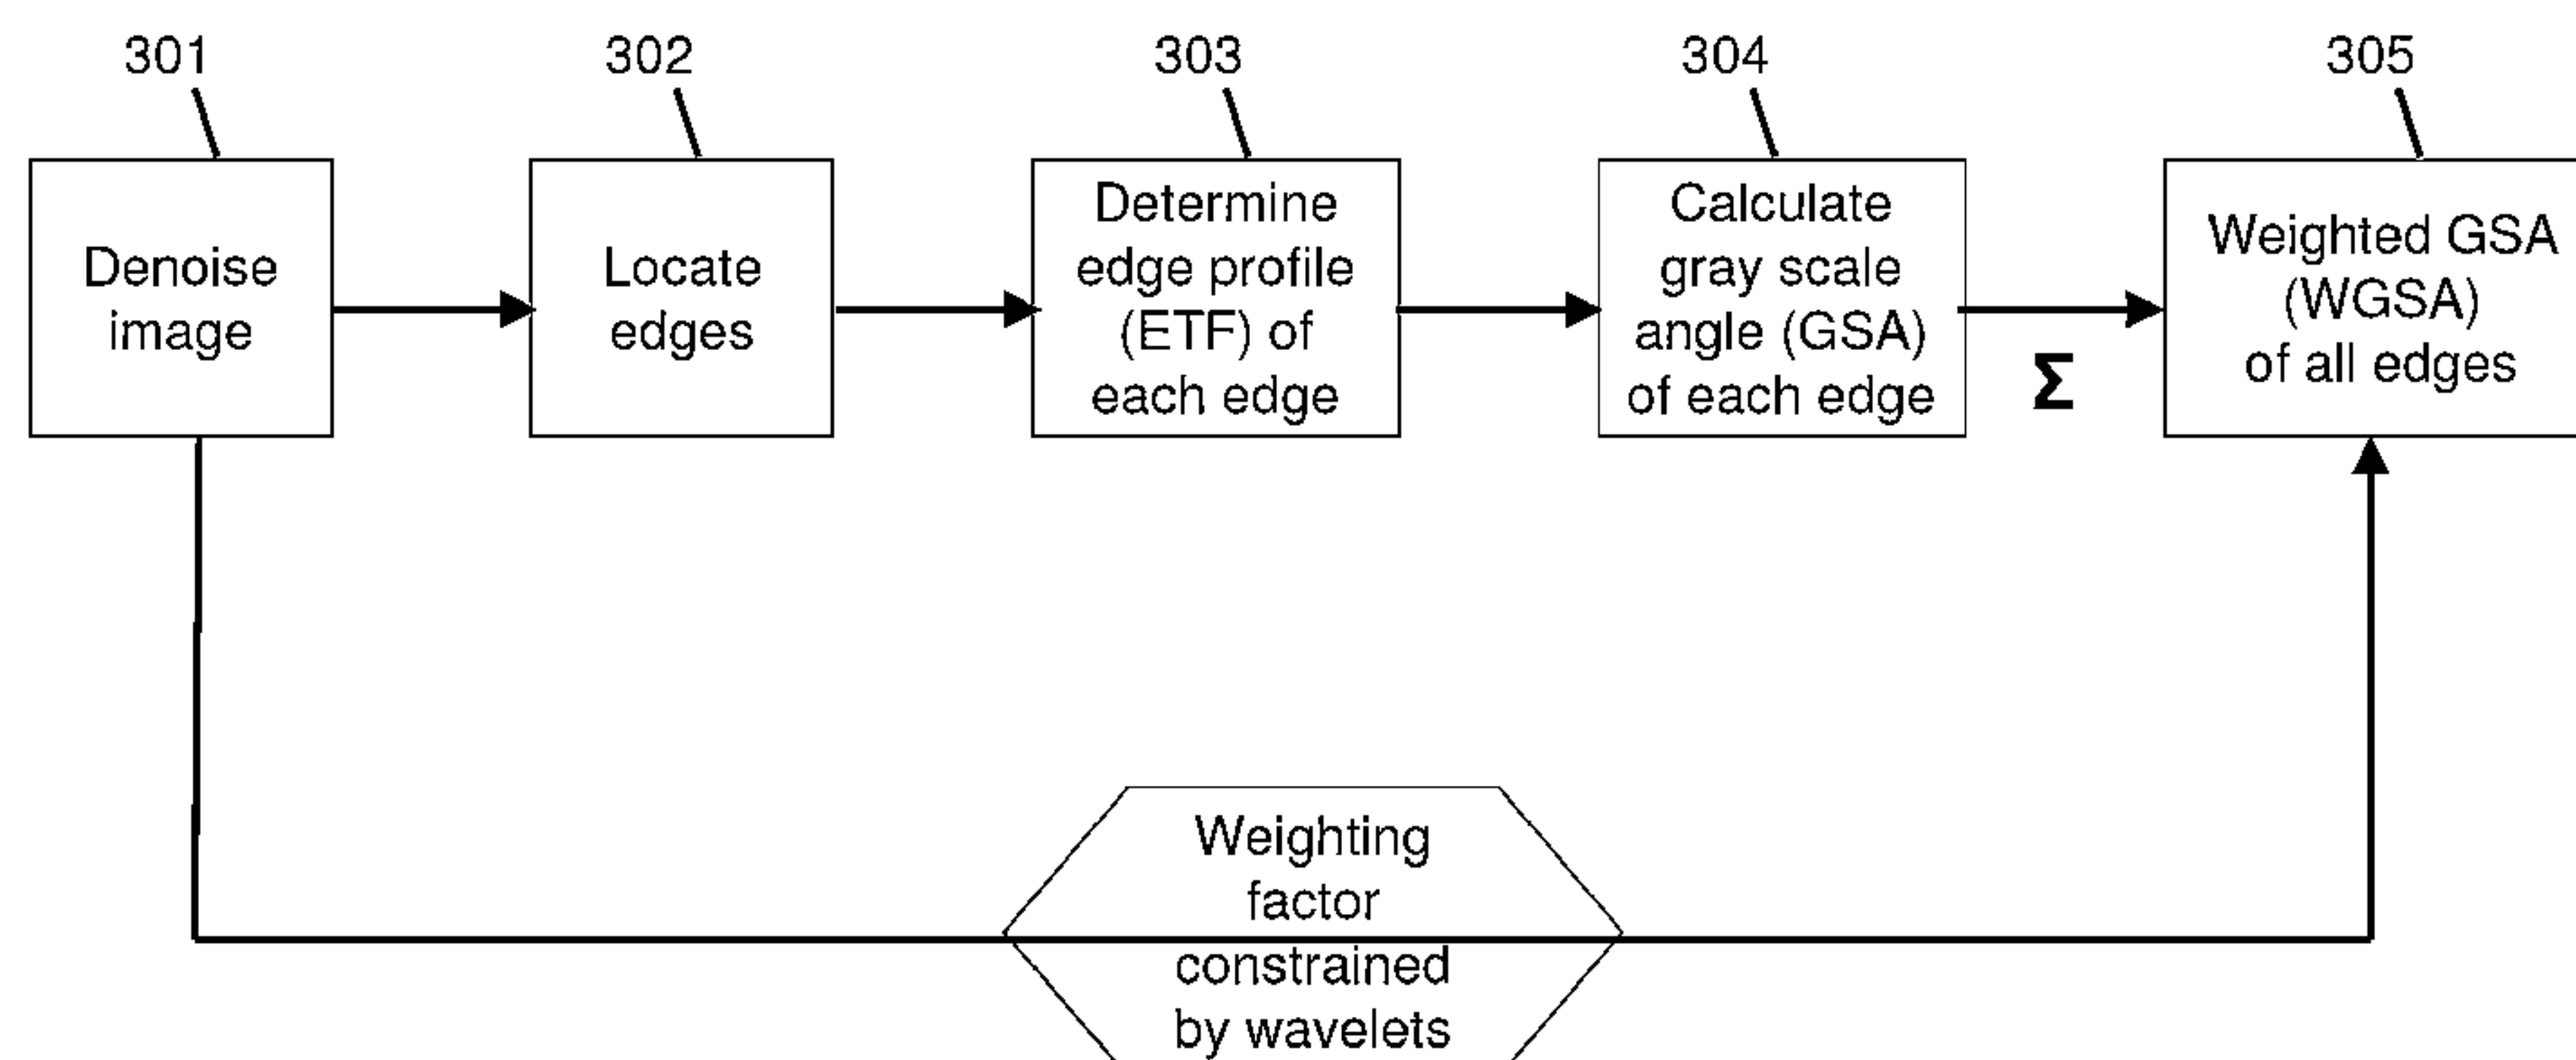 301
302
303
304
305
Denoise
image
Locate
edges
Determine
edge profile
(ETF) of
each edge
Calculate
gray scale
angle (GSA)
of each edge
Σ
Weighted GSA
(WGSA)
of all edges
Weighting
factor
constrained
by wavelets